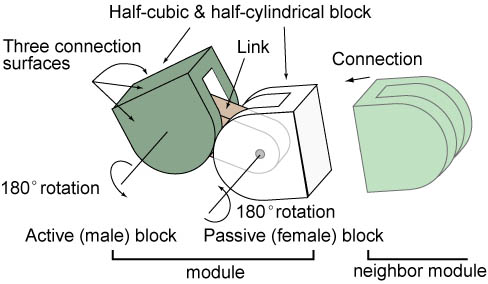 Half-cubic & half-cylindrical block
Three connection
surfaces
Link
Connection
180°rotation
180°rotation
Active (male) block
Passive (female) block
module
neighbor module